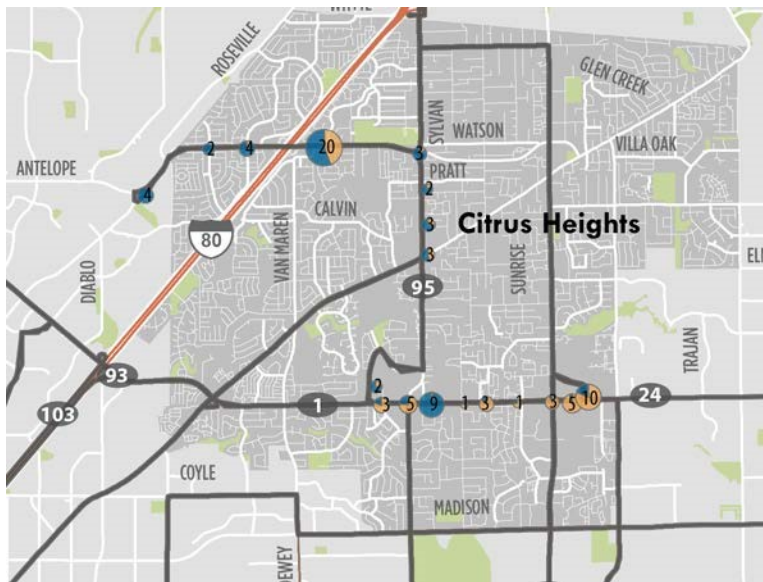 ROSEVILLE
GLEN CREEK
SYLVAN
WATSON
VILLA OAK
2
4
20
3
ANTELOPE
PRATT
4
2
CALVIN
3
Citrus Heights
80
VAN MAREN
SUNRISE
3
DIABLO
95
TRAJAN
93
2
24
103
1
3
5
9
1
3
1
3
5
10
COYLE
MADISON
DEWEY